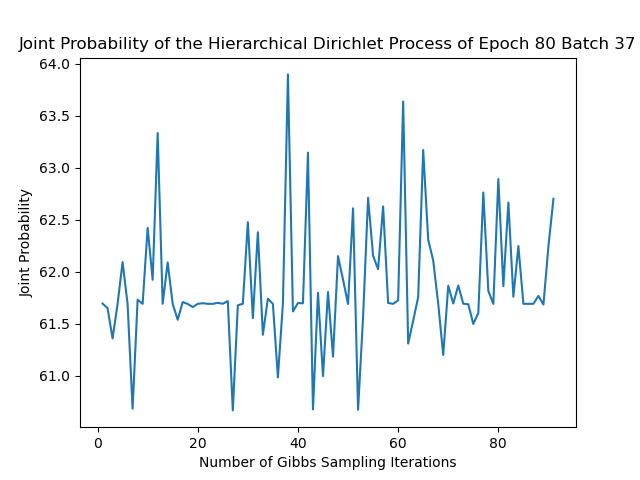 Joint Probability of the Hierarchical Dirichlet Process of Epoch 80 Batch 37
64.0
63.5
63.0
62.5
62.0
61.5
61.0
Joint Probability
0 20 40 60 80
Number of Gibbs Sampling Iterations